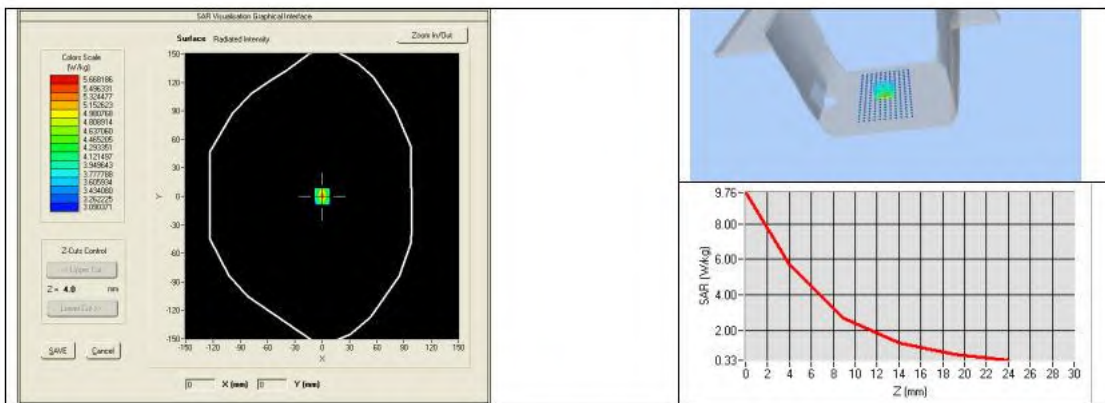 SAR Visualisation Graphical Interface
Surface Radiated Intensity
Zoom In/Out
Colors Scale
(W/kg)
5.668186
5.496331
5.324477
5.152623
4.980768
4.808914
4.637060
4.465205
4.293351
4.121497
3.949643
3.777788
3.605934
3.434080
3.262225
3.090371
150
120
90
60
30
0
-30
-60
-90
-120
-150
Y
-150 -120 -90 -60 -30 0 30 60 90 120 150
X
Z-Cuts Control
<< Upper Cut
Z = 4.0 mm
Lower Cut >>
SAVE Cancel
0 X (mm) 0 Y (mm)
9.76
8.00
6.00
4.00
2.00
0.33
SAR (W/kg)
0 2 4 6 8 10 12 14 16 18 20 22 24 26 28 30
Z (mm)